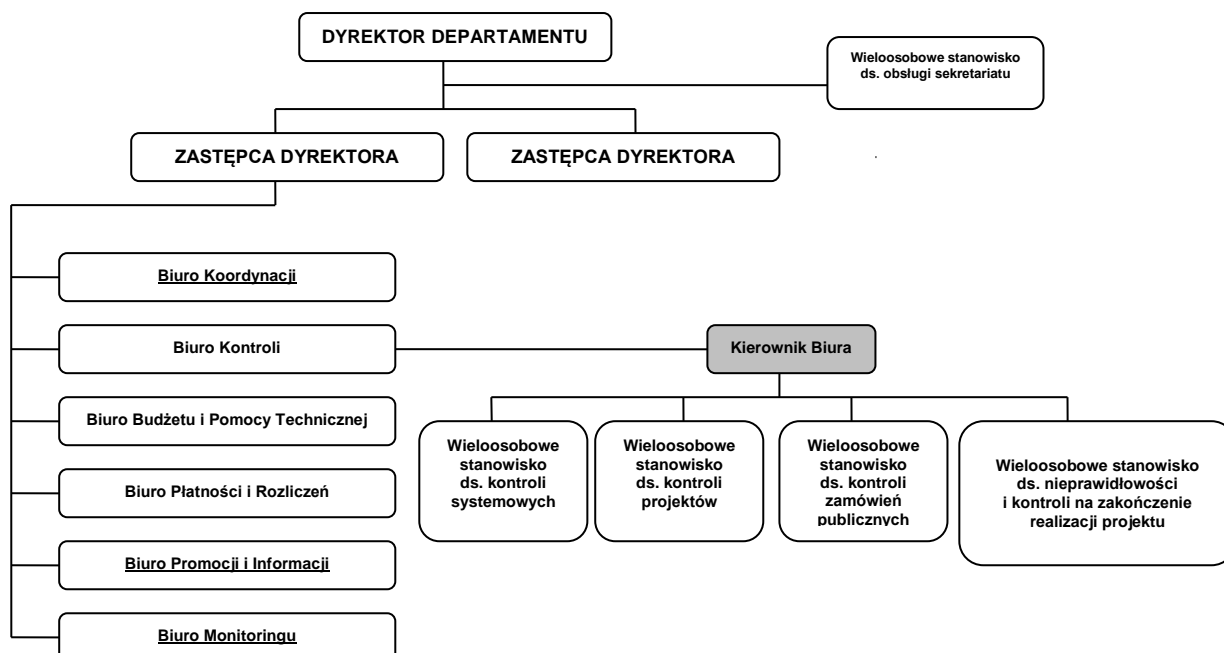 DYREKTOR DEPARTAMENTU
Wieloosobowe stanowisko
ds. obsługi sekretariatu
ZASTĘPCA DYREKTORA
ZASTĘPCA DYREKTORA
Biuro Koordynacji
Biuro Kontroli
Kierownik Biura
Biuro Budżetu i Pomocy Technicznej
Wieloosobowe
stanowisko
ds. kontroli
systemowych
Wieloosobowe
stanowisko
ds. kontroli
projektów
Wieloosobowe
stanowisko
ds. kontroli
zamówień
publicznych
Wieloosobowe stanowisko
ds. nieprawidłowości
i kontroli na zakończenie
realizacji projektu
Biuro Płatności i Rozliczeń
Biuro Promocji i Informacji
Biuro Monitoringu